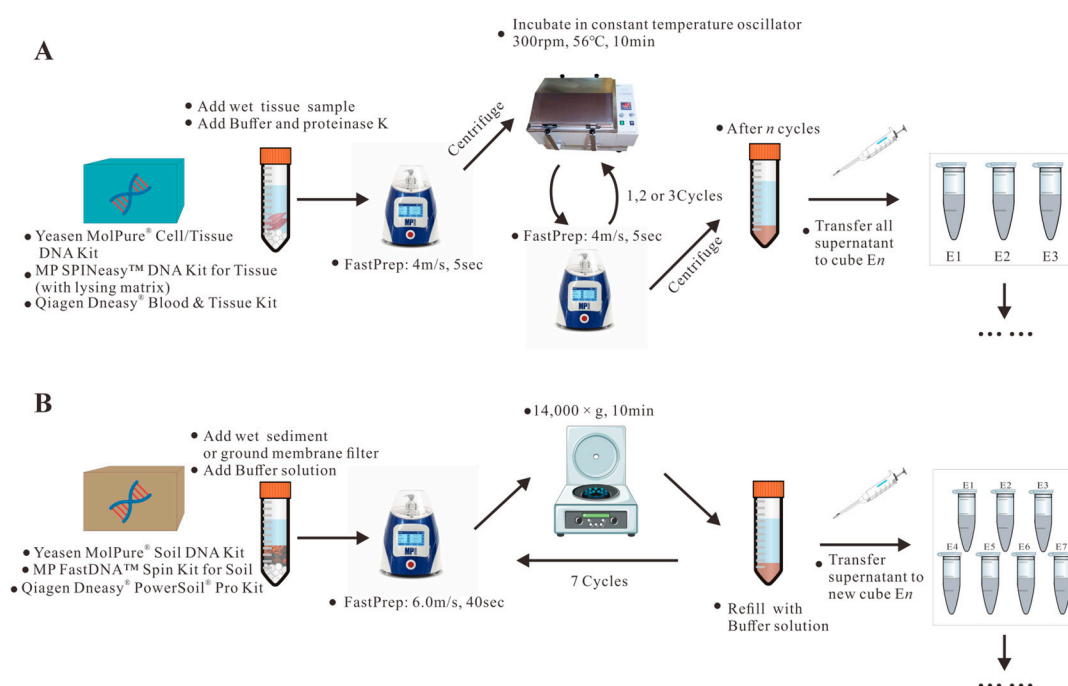 A
● Incubate in constant temperature oscillator
300rpm, 56℃, 10min
● Add wet tissue sample
● Add Buffer and proteinase K
Centrifuge
● After n cycles
MP
1,2 or 3Cycles
● Yeasen MolPure® Cell/Tissue
DNA Kit
● MP SPINeasy™ DNA Kit for Tissue
(with lysing matrix)
● Qiagen Dneasy® Blood & Tissue Kit
● FastPrep: 4m/s, 5sec
● FastPrep: 4m/s, 5sec
MP
Centrifuge
● Transfer all
supernatant
to cube En
E1 E2 E3
●●● ●●●
B
● 14,000 × g, 10min
● Add wet sediment
or ground membrane filter
● Add Buffer solution
MP
● Yeasen MolPure® Soil DNA Kit
● MP FastDNA™ Spin Kit for Soil
● Qiagen Dneasy® PowerSoil® Pro Kit
● FastPrep: 6.0m/s, 40sec
7 Cycles
● Refill with
Buffer solution
● Transfer
supernatant to
new cube En
E1 E2 E3
E4 E5 E6 E7
●●● ●●●